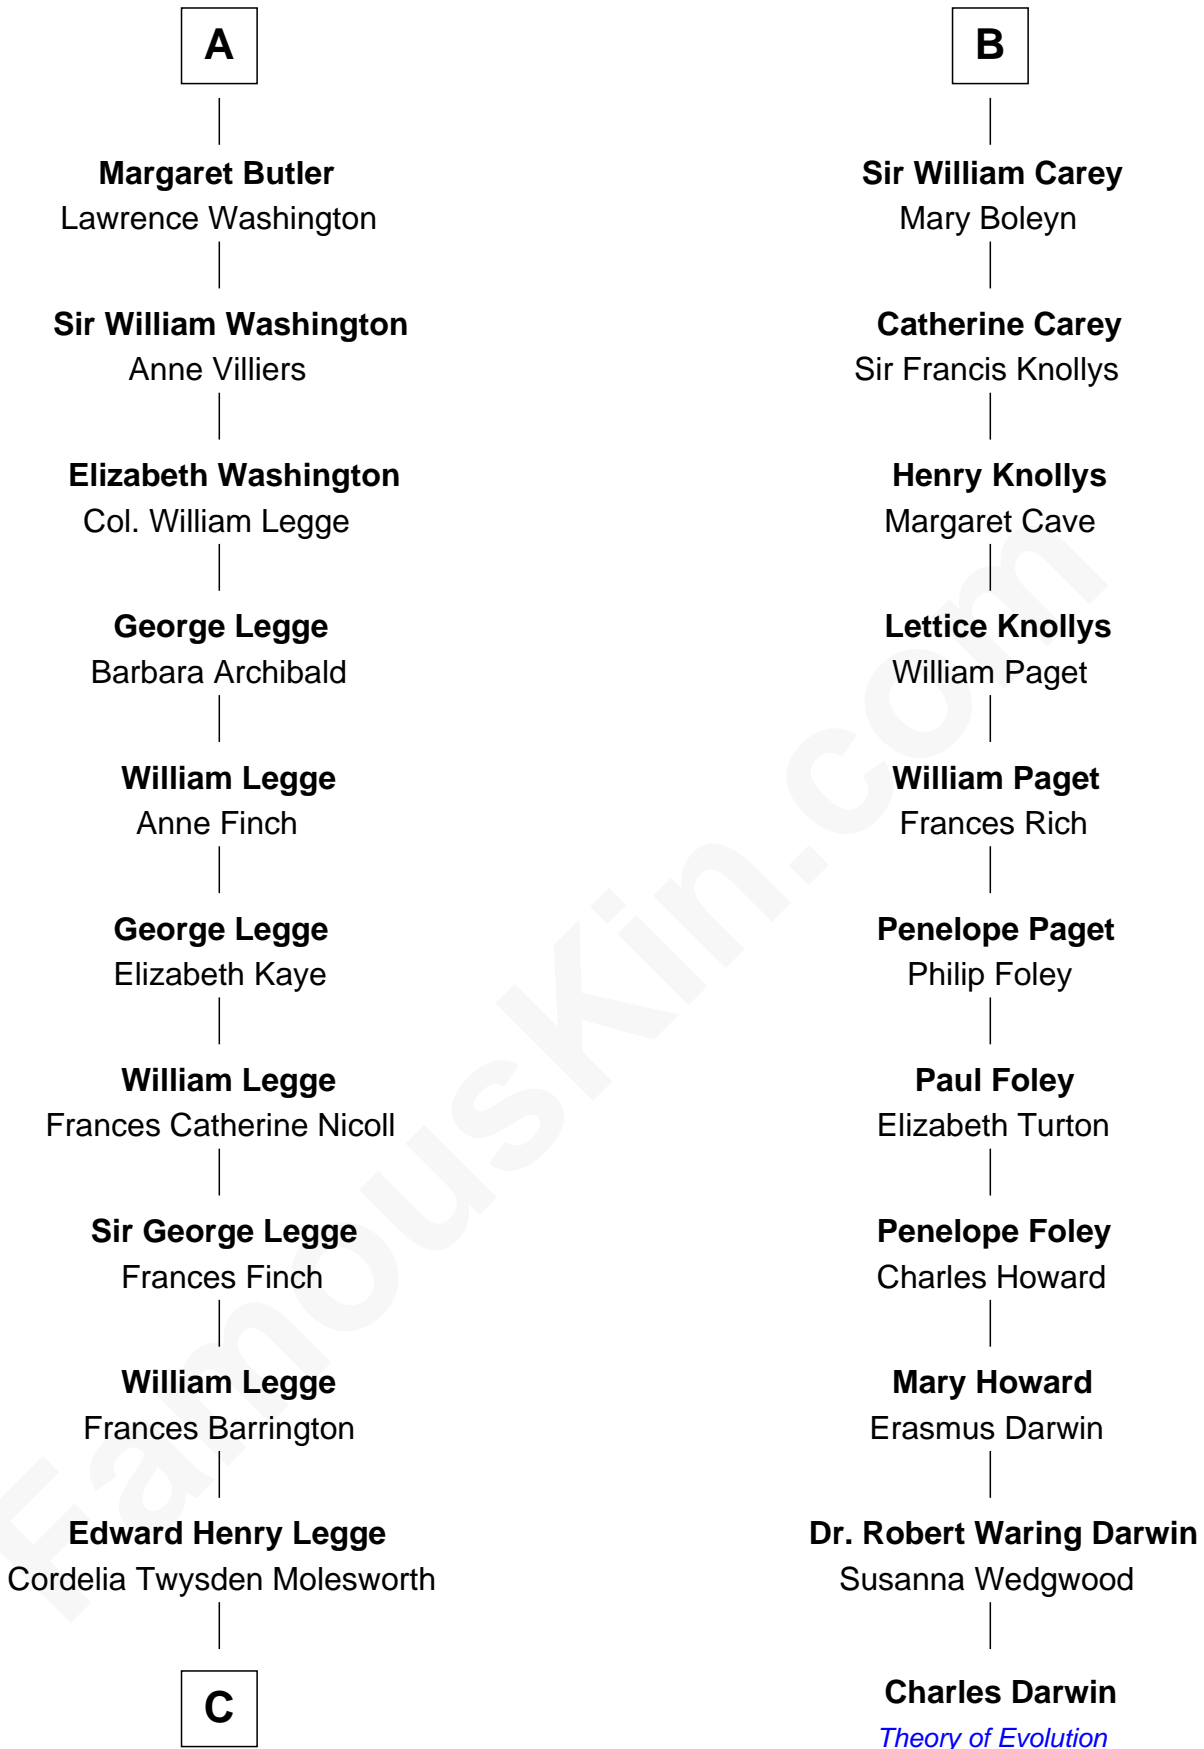 A
Margaret Butler
Lawrence Washington
Sir William Washington
Anne Villiers
Elizabeth Washington
Col. William Legge
George Legge
Barbara Archibald
William Legge
Anne Finch
George Legge
Elizabeth Kaye
William Legge
Frances Catherine Nicoll
Sir George Legge
Frances Finch
William Legge
Frances Barrington
Edward Henry Legge
Cordelia Twysden Molesworth
C
B
Sir William Carey
Mary Boleyn
Catherine Carey
Sir Francis Knollys
Henry Knollys
Margaret Cave
Lettice Knollys
William Paget
William Paget
Frances Rich
Penelope Paget
Philip Foley
Paul Foley
Elizabeth Turton
Penelope Foley
Charles Howard
Mary Howard
Erasmus Darwin
Dr. Robert Waring Darwin
Susanna Wedgwood
Charles Darwin
Theory of Evolution
FamousKin.com